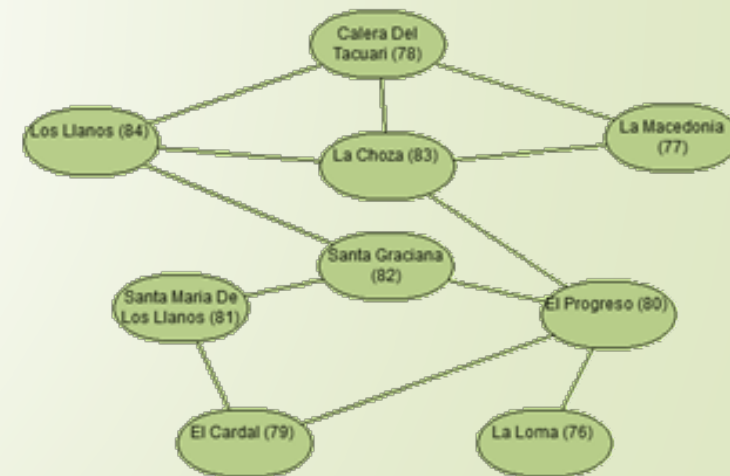 Calera Del
Tacuari (78)
Los Llanos (84)
La Macedonia
(77)
La Choza (83)
Santa Graciana
(82)
Santa Maria De
Los Llanos (81)
El Progreso (80)
El Cardal (79)
La Loma (76)